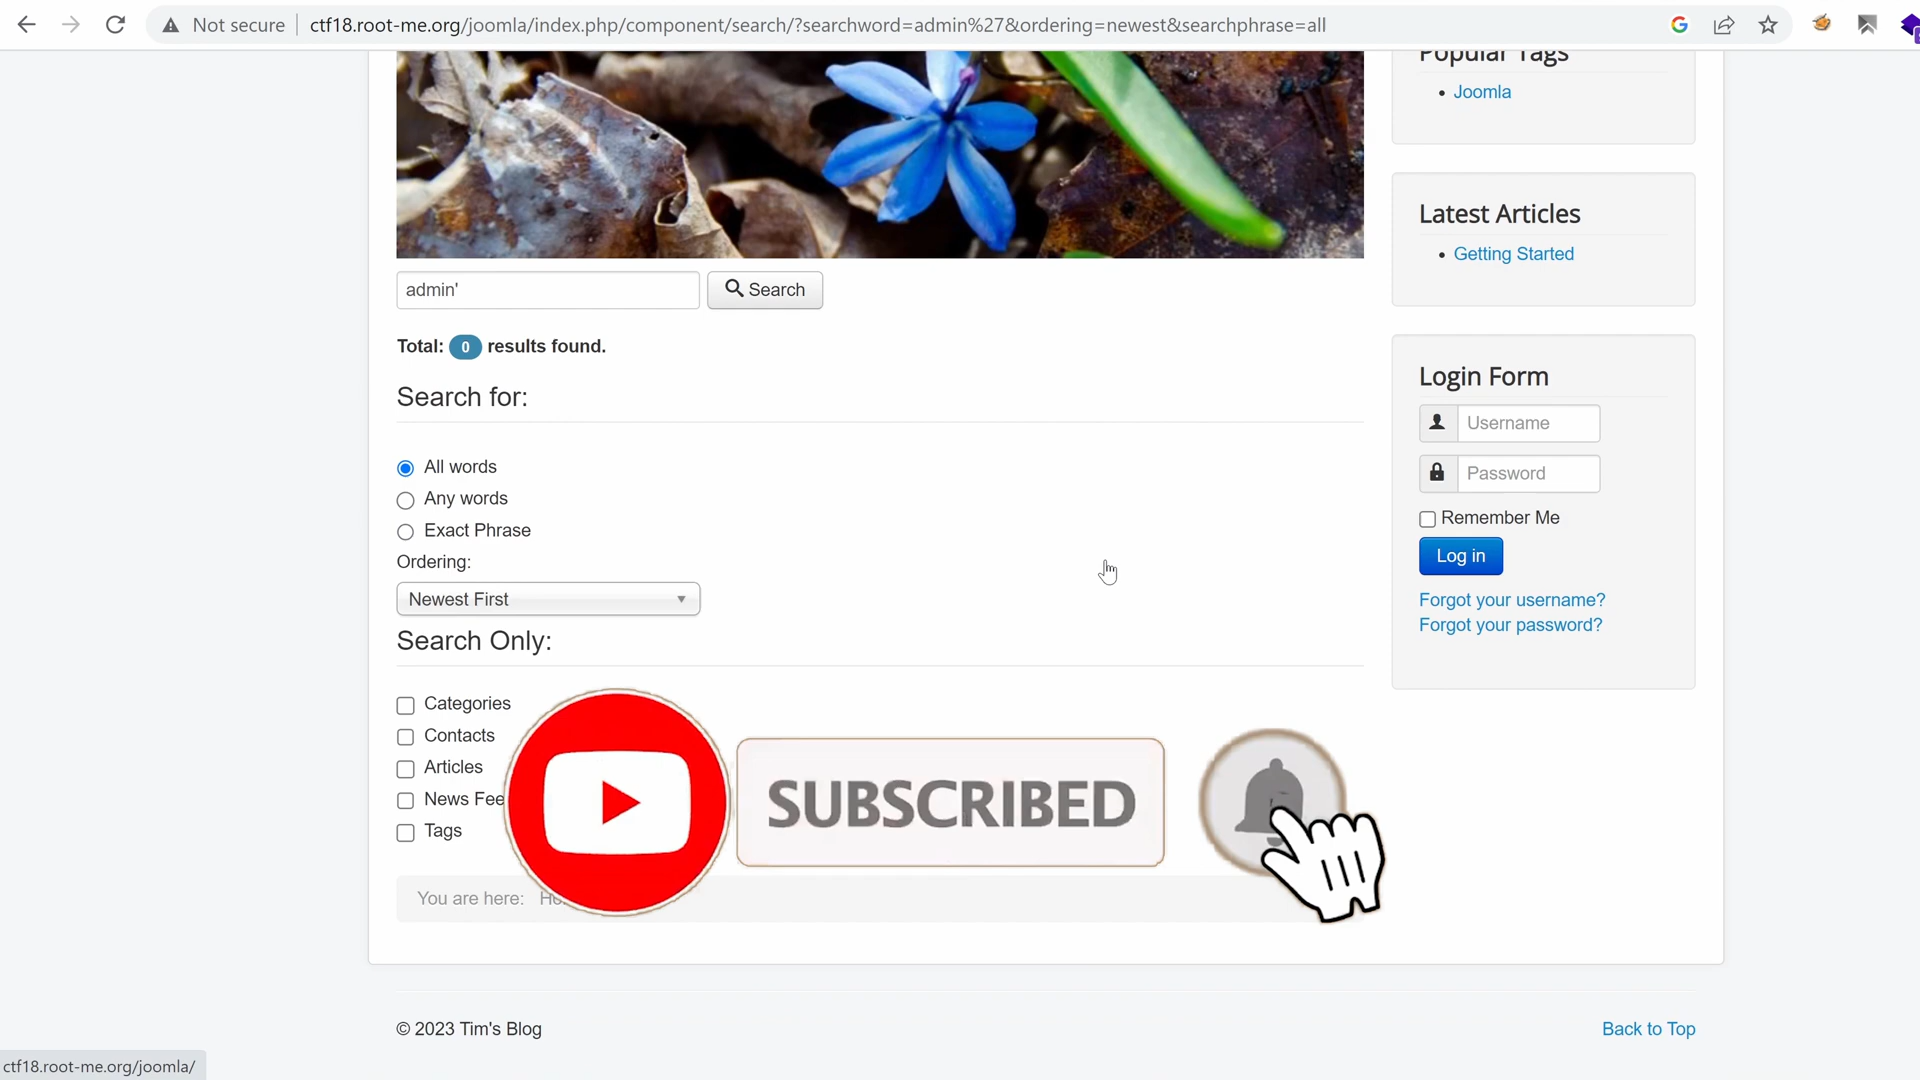 Not secure
ctf18.root-me.org/joomla/index.php/component/search/?searchword=admin%27&ordering=newest&searchphrase=all
Popular Tags
Joomla
Latest Articles
Getting Started
admin'
Search
Total: 0 results found.
Search for:
All words
Any words
Exact Phrase
Ordering:
Newest First
Search Only:
Categories
Contacts
Articles
News Fee
Tags
SUBSCRIBED
You are here:
Login Form
Username
Password
Remember Me
Log in
Forgot your username?
Forgot your password?
© 2023 Tim's Blog
Back to Top
ctf18.root-me.org/joomla/